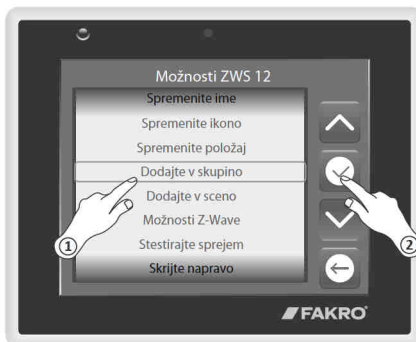 Možnosti ZWS 12
Spremenite ime
Spremenite ikono
Spremenite položaj
Dodajte v skupino
Dodajte v sceno
Možnosti Z-Wave
Stestirajte sprejem
Skrijte napravo
1
2
FAKRO